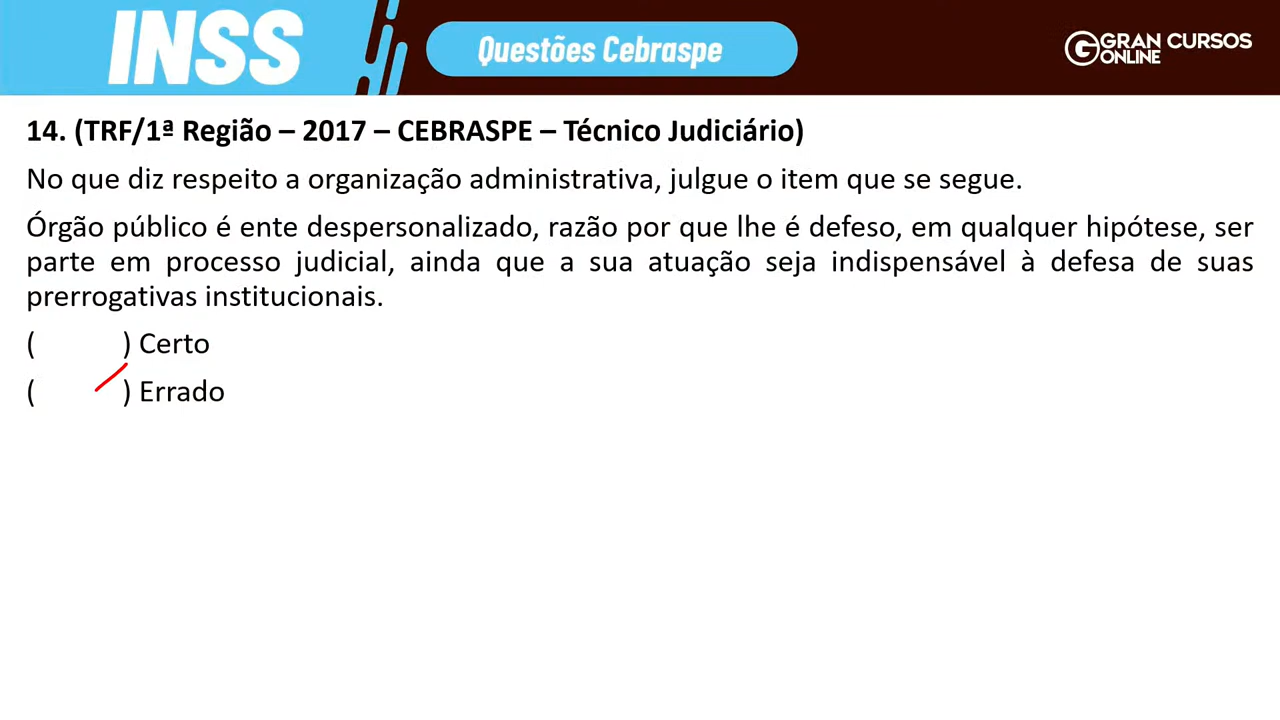 INSS
Questões Cebraspe
GRAN CURSOS
ONLINE
14. (TRF/1ª Região – 2017 – CEBRASPE – Técnico Judiciário)
No que diz respeito a organização administrativa, julgue o item que se segue.
Órgão público é ente despersonalizado, razão por que lhe é defeso, em qualquer hipótese, ser
parte em processo judicial, ainda que a sua atuação seja indispensável à defesa de suas
prerrogativas institucionais.
( ) Certo
( ) Errado